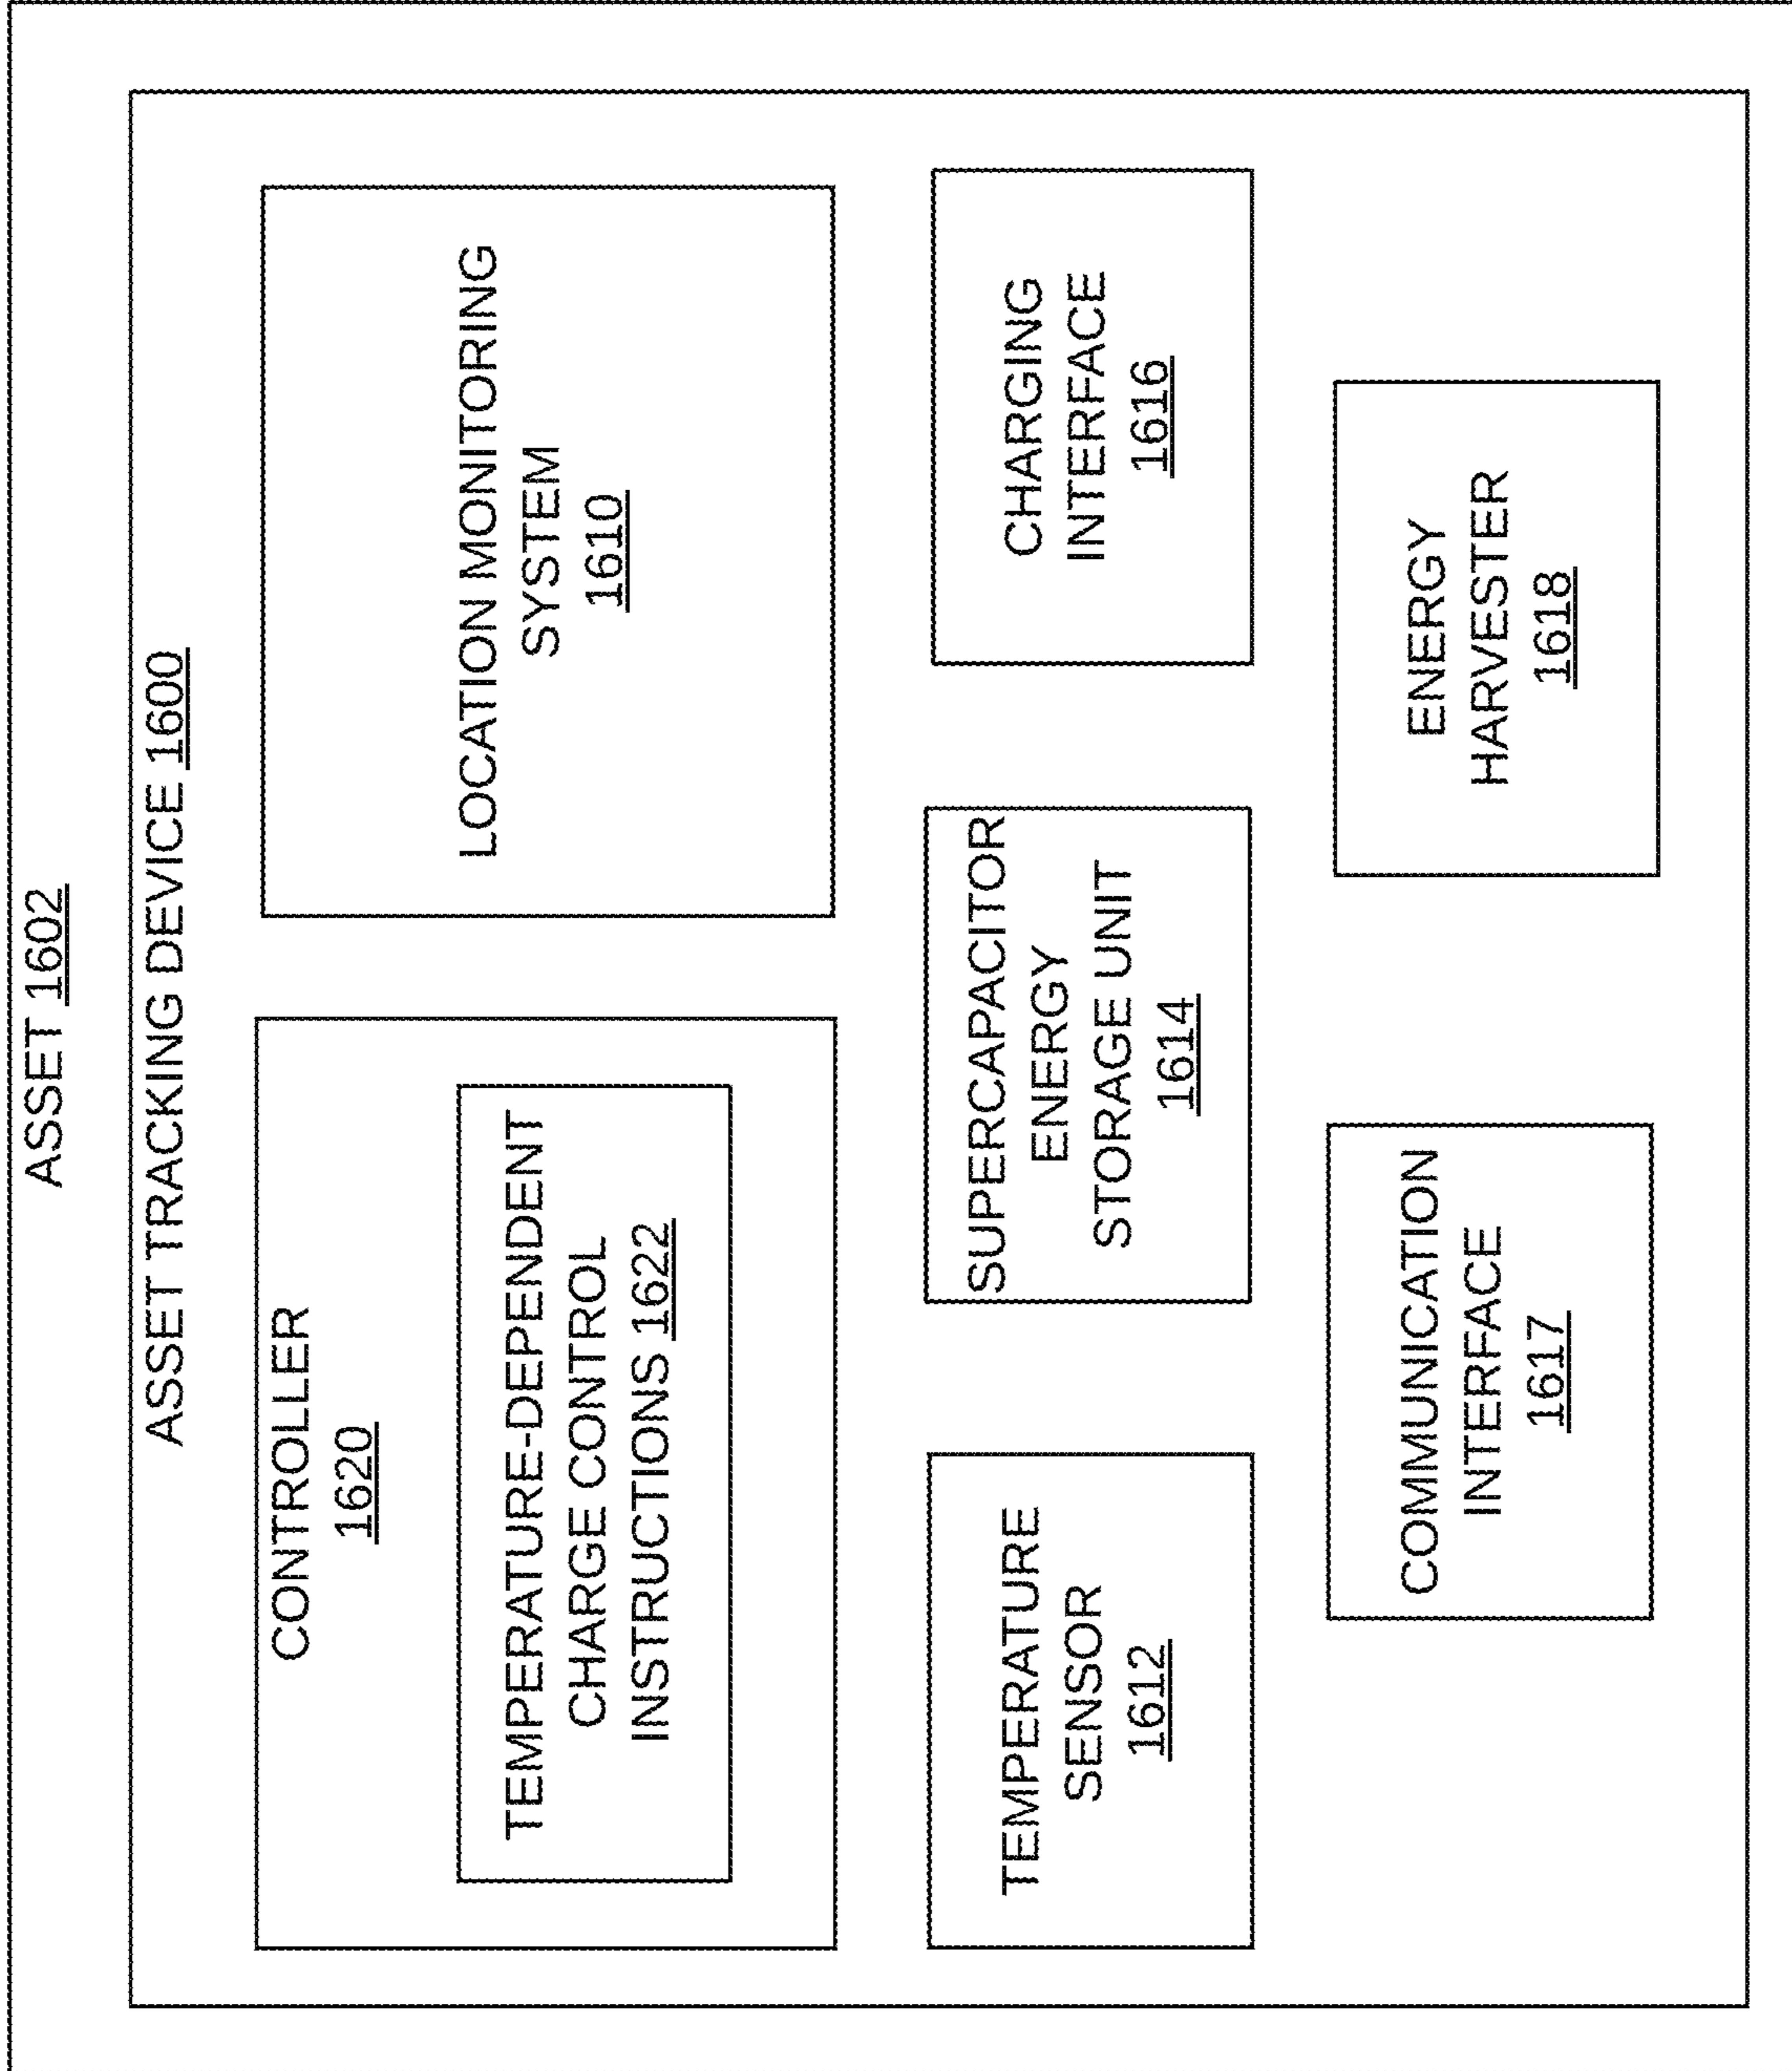 ASSET 1602
ASSET TRACKING DEVICE 1600
CONTROLLER
1620
TEMPERATURE-DEPENDENT
CHARGE CONTROL
INSTRUCTIONS 1622
LOCATION MONITORING
SYSTEM
1610
TEMPERATURE
SENSOR
1612
SUPERCAPACITOR
ENERGY
STORAGE UNIT
1614
CHARGING
INTERFACE
1616
COMMUNICATION
INTERFACE
1617
ENERGY
HARVESTER
1618